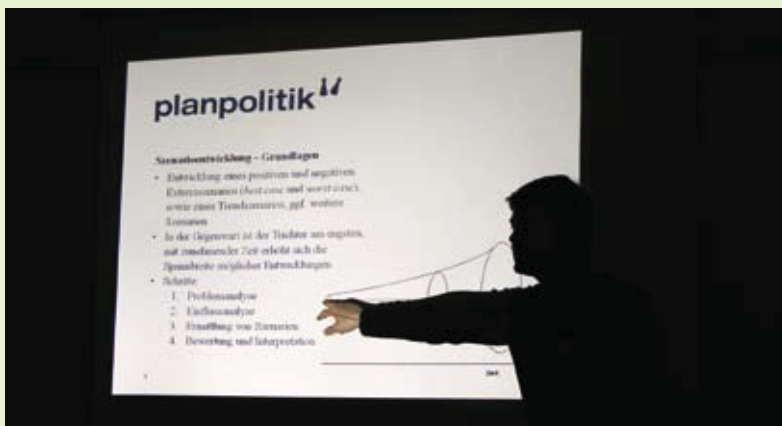 planpolitik
Szenarioentwicklung – Grundlagen
• Entwicklung eines positiven und negativen
Extremszenarios (best case und worst case),
sowie eines Trendszenarios, ggf. weitere
Szenarien
• In der Gegenwart ist der Trichter am engsten,
mit zunehmender Zeit erhöht sich die
Spannbreite möglicher Entwicklungen
• Schritte:
1. Problemanalyse
2. Einflussanalyse
3. Ermittlung von Szenarien
4. Bewertung und Interpretation
Zeit